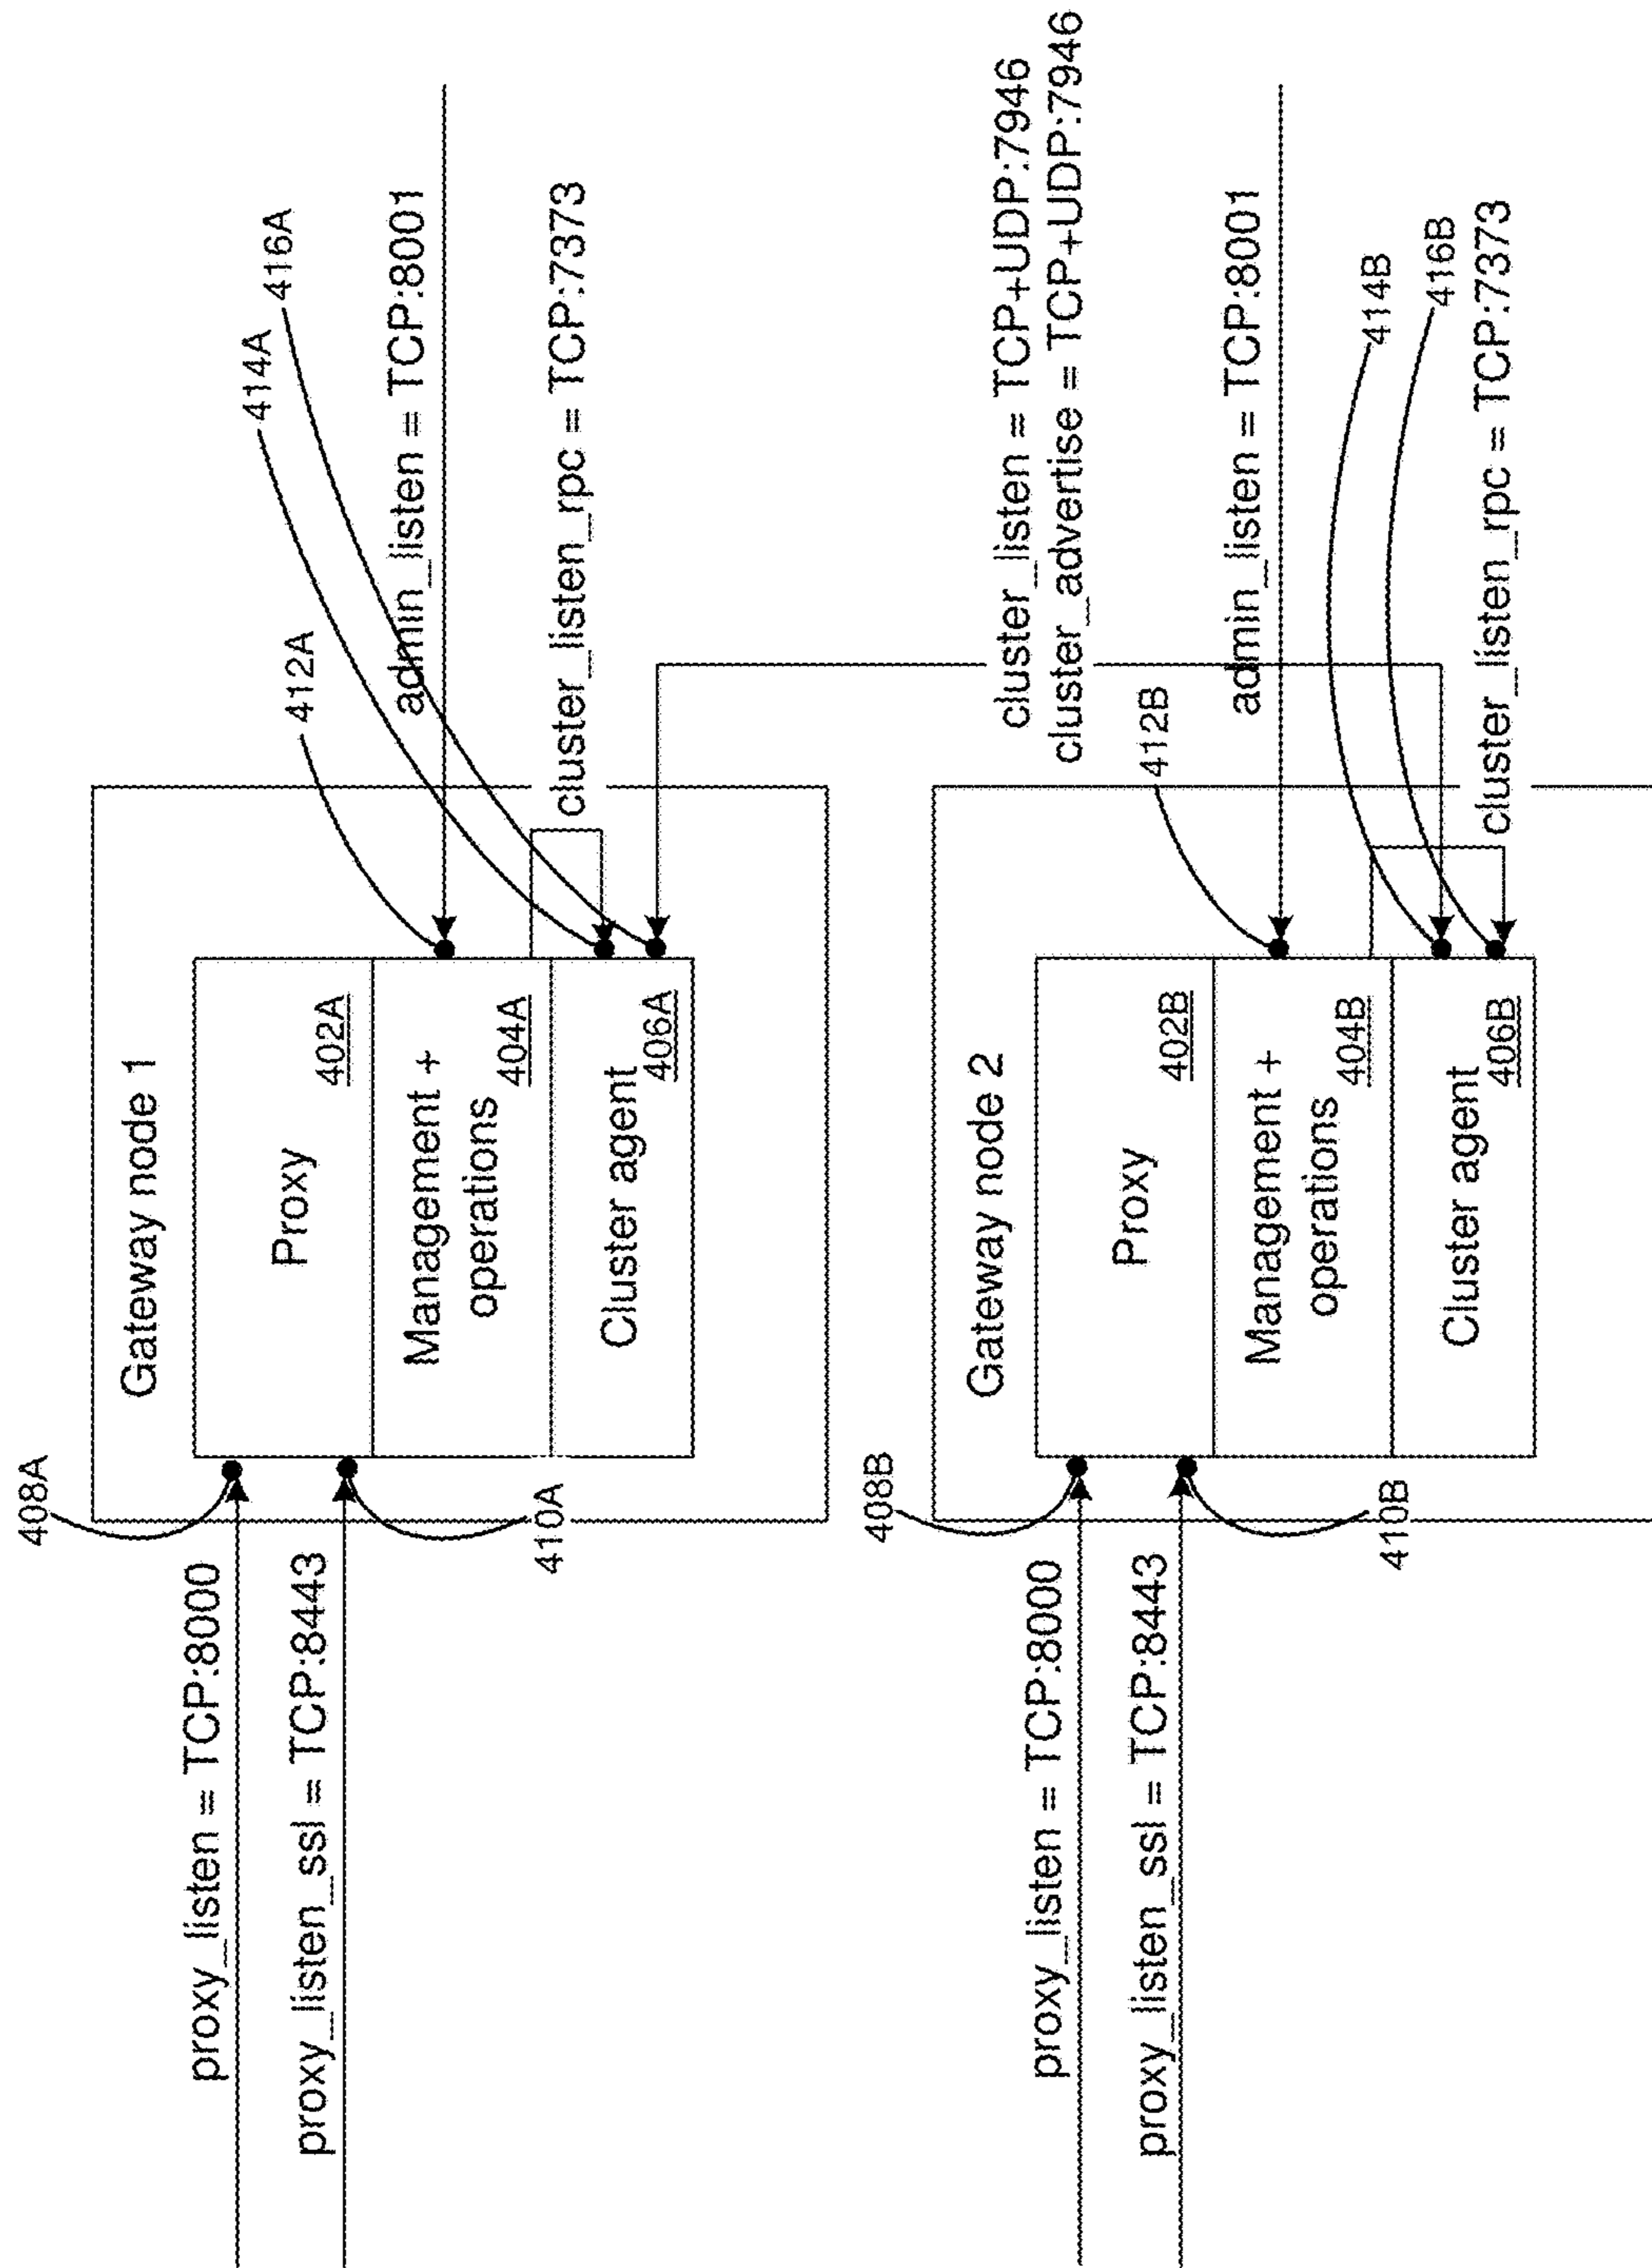 408A
proxy_listen = TCP:8000
proxy_listen_ssl = TCP:8443
410A
Gateway node 1
Proxy
402A
Management +
operations
404A
Cluster agent
406A
412A
414A
416A
admin_listen = TCP:8001
cluster_listen_rpc = TCP:7373
cluster_listen = TCP+UDP:7946
cluster_advertise = TCP+UDP:7946
408B
proxy_listen = TCP:8000
proxy_listen_ssl = TCP:8443
410B
Gateway node 2
Proxy
402B
Management +
operations
404B
Cluster agent
406B
412B
admin_listen = TCP:8001
414B
416B
cluster_listen_rpc = TCP:7373